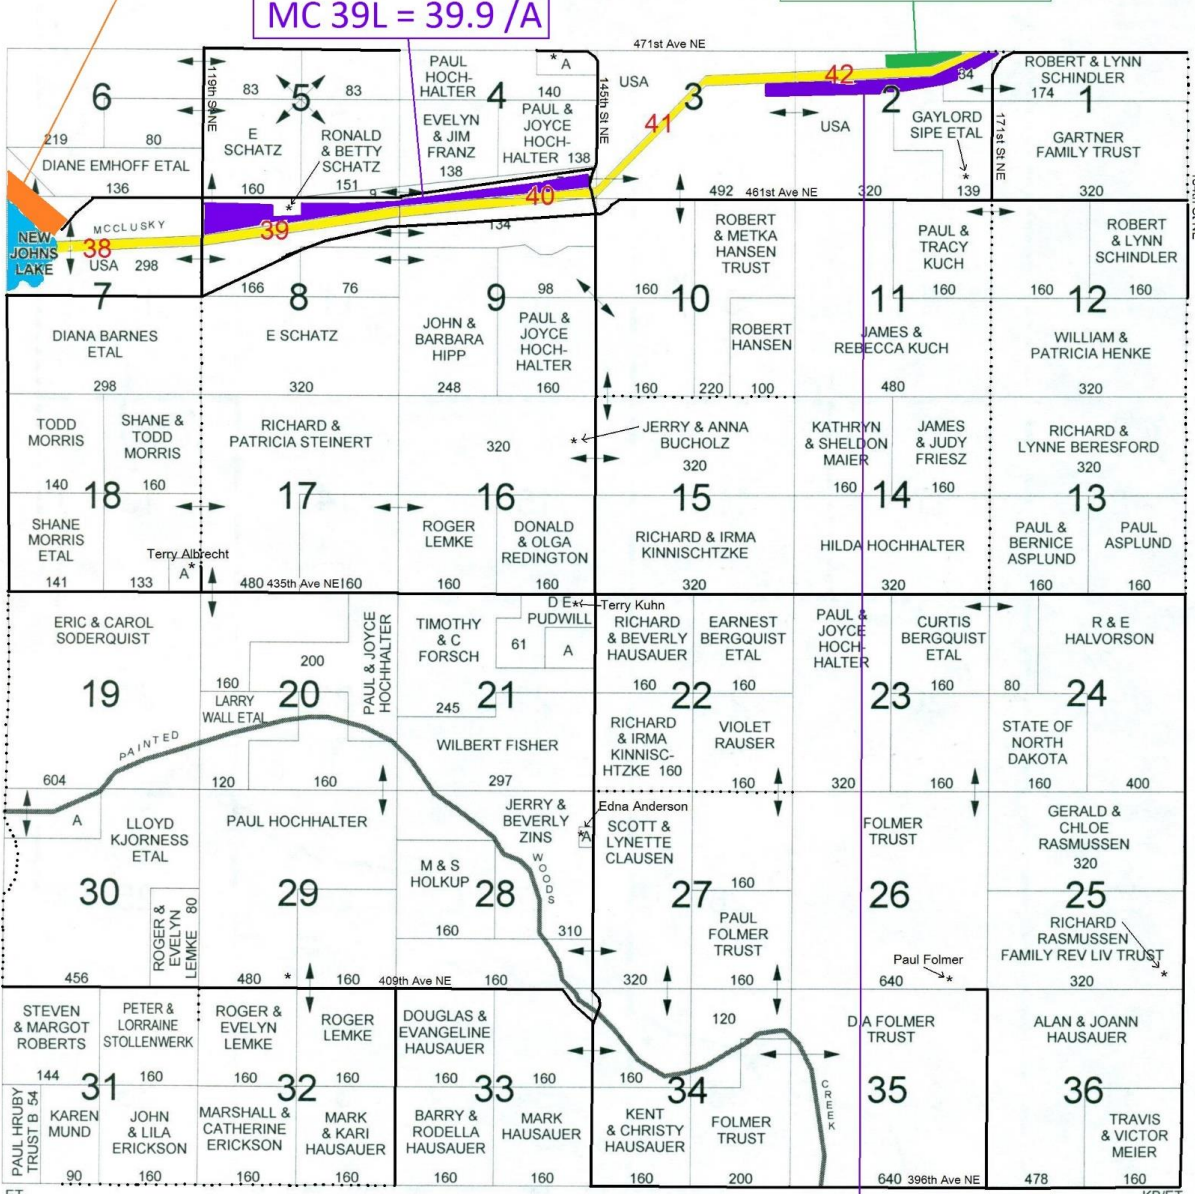 MC 39L = 39.9 /A
471st Ave NE
6
219
80
DIANE EMHOFF ETAL
136
119th St NE
83
5
83
E
SCHATZ
RONALD
& BETTY
SCHATZ
160
151
9
PAUL
HOCH-
HALTER
* A
4
140
EVELYN
& JIM
FRANZ
138
PAUL &
JOYCE
HOCH-
HALTER 138
145th St NE
USA
3
41
42
84
2
USA
GAYLORD
SIPE ETAL
*
492
461st Ave NE
320
139
171st St NE
ROBERT & LYNN
SCHINDLER
174
1
GARTNER
FAMILY TRUST
320
NEW
JOHNS
LAKE
MCCLUSKY
38
USA 298
7
39
*
40
134
166
8
76
9
98
DIANA BARNES
ETAL
298
E SCHATZ
320
JOHN &
BARBARA
HIPP
248
PAUL &
JOYCE
HOCH-
HALTER
160
ROBERT
& METKA
HANSEN
TRUST
160
10
ROBERT
HANSEN
160
220
100
PAUL &
TRACY
KUCH
11
160
JAMES &
REBECCA KUCH
480
ROBERT
& LYNN
SCHINDLER
160
12
160
WILLIAM &
PATRICIA HENKE
320
TODD
MORRIS
140
SHANE &
TODD
MORRIS
160
18
SHANE
MORRIS
ETAL
141
133
Terry Albrecht
A*
RICHARD &
PATRICIA STEINERT
17
480
435th Ave NE
160
320
*
16
ROGER
LEMKE
160
DONALD
& OLGA
REDINGTON
160
JERRY & ANNA
BUCHOLZ
320
15
RICHARD & IRMA
KINNISCHTZKE
320
KATHRYN
& SHELDON
MAIER
160
JAMES
& JUDY
FRIESZ
160
14
HILDA HOCHHALTER
320
RICHARD &
LYNNE BERESFORD
320
13
PAUL &
BERNICE
ASPLUND
160
PAUL
ASPLUND
160
ERIC & CAROL
SODERQUIST
19
PAINTED
604
200
160
20
LARRY
WALL ETAL
120
160
PAUL & JOYCE
HOCHHALTER
TIMOTHY
& C
FORSCH
D E*
PUDWILL
Terry Kuhn
61
A
21
245
WILBERT FISHER
297
RICHARD
& BEVERLY
HAUSAUER
160
EARNEST
BERGQUIST
ETAL
160
22
RICHARD
& IRMA
KINNISC-
HTZKE 160
VIOLET
RAUSER
160
PAUL &
JOYCE
HOCH-
HALTER
CURTIS
BERGQUIST
ETAL
23
160
320
160
R & E
HALVORSON
80
24
STATE OF
NORTH
DAKOTA
160
400
A
LLOYD
KJORNESS
ETAL
30
ROGER &
EVELYN
LEMKE 80
456
PAUL HOCHHALTER
29
480
*
160
409th Ave NE
JERRY &
BEVERLY
ZINS
Edna Anderson
*A
WOODS
M & S
HOLKUP
28
160
310
160
SCOTT &
LYNETTE
CLAUSEN
27
160
PAUL
FOLMER
TRUST
320
160
FOLMER
TRUST
26
Paul Folmer
640
*
GERALD &
CHLOE
RASMUSSEN
320
25
RICHARD
RASMUSSEN
FAMILY REV LIV TRUST
*
320
STEVEN
& MARGOT
ROBERTS
144
PETER &
LORRAINE
STOLLENWERK
160
31
PAUL HRUBY
TRUST B 54
KAREN
MUND
90
JOHN
& LILA
ERICKSON
160
ROGER &
EVELYN
LEMKE
160
ROGER
LEMKE
160
32
MARSHALL &
CATHERINE
ERICKSON
160
MARK
& KARI
HAUSAUER
160
DOUGLAS &
EVANGELINE
HAUSAUER
160
33
160
BARRY &
RODELLA
HAUSAUER
160
MARK
HAUSAUER
160
120
160
34
KENT
& CHRISTY
HAUSAUER
160
FOLMER
TRUST
200
CREEK
D A FOLMER
TRUST
35
640
396th Ave NE
ALAN & JOANN
HAUSAUER
36
TRAVIS
& VICTOR
MEIER
478
160